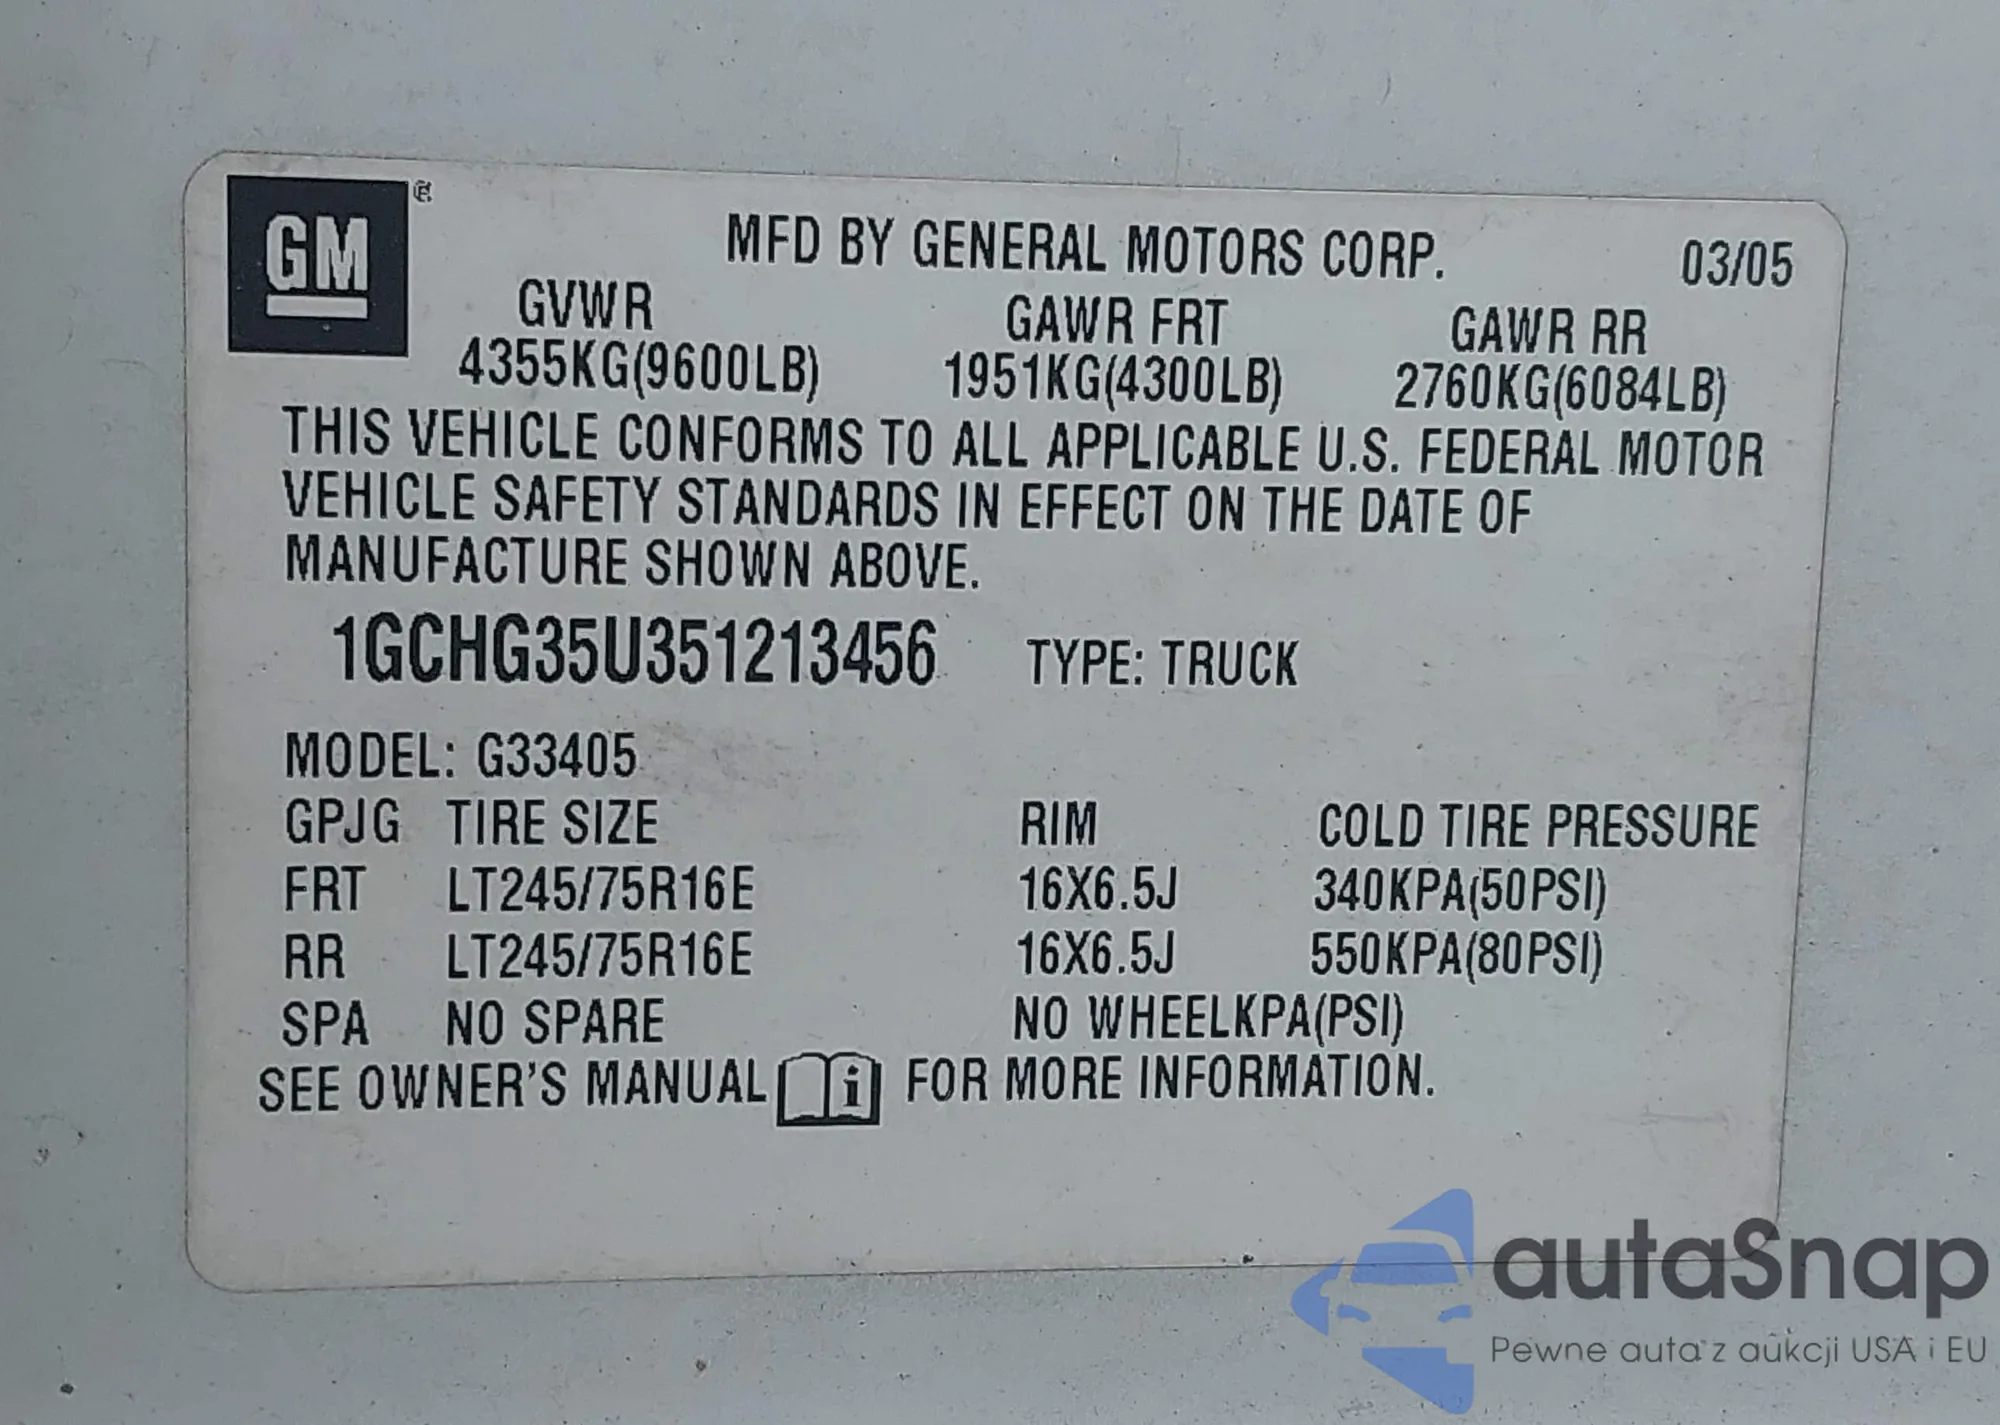 GM ®
MFD BY GENERAL MOTORS CORP. 03/05
GVWR GAWR FRT GAWR RR
4355KG(9600LB) 1951KG(4300LB) 2760KG(6084LB)
THIS VEHICLE CONFORMS TO ALL APPLICABLE U.S. FEDERAL MOTOR
VEHICLE SAFETY STANDARDS IN EFFECT ON THE DATE OF
MANUFACTURE SHOWN ABOVE.
1GCHG35U351213456 TYPE: TRUCK
MODEL: G33405
GPJG TIRE SIZE RIM COLD TIRE PRESSURE
FRT LT245/75R16E 16X6.5J 340KPA(50PSI)
RR LT245/75R16E 16X6.5J 550KPA(80PSI)
SPA NO SPARE NO WHEELKPA(PSI)
SEE OWNER'S MANUAL i FOR MORE INFORMATION.
autaSnap
Pewne auta z aukcji USA i EU